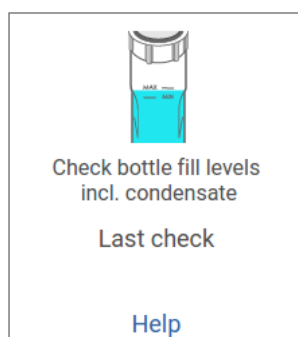 MAX
MIN
Check bottle fill levels
incl. condensate
Last check
Help